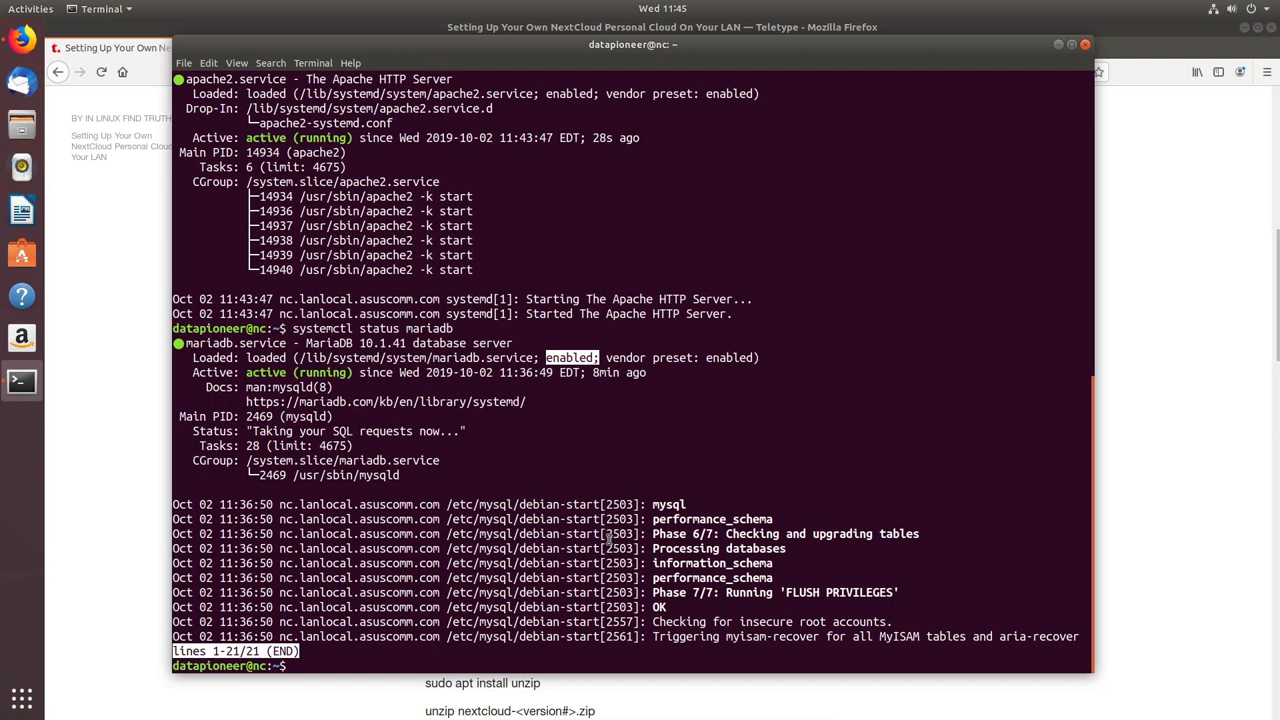 Activities
Terminal
Wed 11:45
Setting Up Your Own NextCloud Personal Cloud On Your LAN — Teletype - Mozilla Firefox
t. Setting Up Your Own Ne
datapioneer@nc: ~
File Edit View Search Terminal Help
BY IN LINUX FIND TRUTH
Setting Up Your Own
NextCloud Personal Cloud
Your LAN
apache2.service - The Apache HTTP Server
Loaded: loaded (/lib/systemd/system/apache2.service; enabled; vendor preset: enabled)
Drop-In: /lib/systemd/system/apache2.service.d
└─apache2-systemd.conf
Active: active (running) since Wed 2019-10-02 11:43:47 EDT; 28s ago
Main PID: 14934 (apache2)
Tasks: 6 (limit: 4675)
CGroup: /system.slice/apache2.service
├─14934 /usr/sbin/apache2 -k start
├─14936 /usr/sbin/apache2 -k start
├─14937 /usr/sbin/apache2 -k start
├─14938 /usr/sbin/apache2 -k start
├─14939 /usr/sbin/apache2 -k start
└─14940 /usr/sbin/apache2 -k start
Oct 02 11:43:47 nc.lanlocal.asuscomm.com systemd[1]: Starting The Apache HTTP Server...
Oct 02 11:43:47 nc.lanlocal.asuscomm.com systemd[1]: Started The Apache HTTP Server.
datapioneer@nc:~$ systemctl status mariadb
mariadb.service - MariaDB 10.1.41 database server
Loaded: loaded (/lib/systemd/system/mariadb.service; enabled; vendor preset: enabled)
Active: active (running) since Wed 2019-10-02 11:36:49 EDT; 8min ago
Docs: man:mysqld(8)
https://mariadb.com/kb/en/library/systemd/
Main PID: 2469 (mysqld)
Status: "Taking your SQL requests now..."
Tasks: 28 (limit: 4675)
CGroup: /system.slice/mariadb.service
└─2469 /usr/sbin/mysqld
Oct 02 11:36:50 nc.lanlocal.asuscomm.com /etc/mysql/debian-start[2503]: mysql
Oct 02 11:36:50 nc.lanlocal.asuscomm.com /etc/mysql/debian-start[2503]: performance_schema
Oct 02 11:36:50 nc.lanlocal.asuscomm.com /etc/mysql/debian-start[2503]: Phase 6/7: Checking and upgrading tables
Oct 02 11:36:50 nc.lanlocal.asuscomm.com /etc/mysql/debian-start[2503]: Processing databases
Oct 02 11:36:50 nc.lanlocal.asuscomm.com /etc/mysql/debian-start[2503]: information_schema
Oct 02 11:36:50 nc.lanlocal.asuscomm.com /etc/mysql/debian-start[2503]: performance_schema
Oct 02 11:36:50 nc.lanlocal.asuscomm.com /etc/mysql/debian-start[2503]: Phase 7/7: Running 'FLUSH PRIVILEGES'
Oct 02 11:36:50 nc.lanlocal.asuscomm.com /etc/mysql/debian-start[2503]: OK
Oct 02 11:36:50 nc.lanlocal.asuscomm.com /etc/mysql/debian-start[2557]: Checking for insecure root accounts.
Oct 02 11:36:50 nc.lanlocal.asuscomm.com /etc/mysql/debian-start[2561]: Triggering myisam-recover for all MyISAM tables and aria-recover
lines 1-21/21 (END)
datapioneer@nc:~$
sudo apt install unzip
unzip nextcloud-<version#>.zip